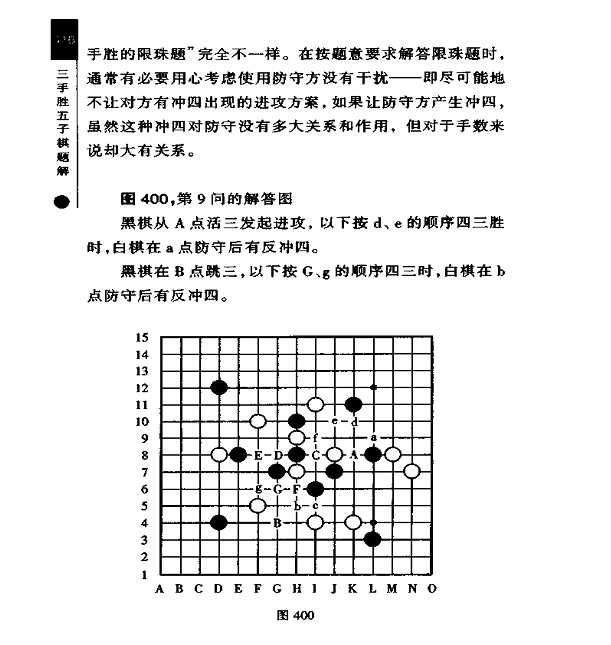 手胜的限珠题”完全不一样。在按题意要求解答限珠题时，
通常有必要用心考虑使用防守方没有干扰——即尽可能地
不让对方有冲四出现的进攻方案，如果让防守方产生冲四，
虽然这种冲四对防守没有多大关系和作用，但对于手数来
说却大有关系。
三手胜五子棋题解
图 400，第 9 问的解答图
黑棋从 A 点活三发起进攻，以下按 d、e 的顺序四三胜
时，白棋在 a 点防守后有反冲四。
黑棋在 B 点跳三，以下按 G、g 的顺序四三时，白棋在 b
点防守后有反冲四。
15
14
13
12
11
10 e d
9 f a
8 E D C A
7
6 g G F
5 b c
4 B
3
2
1
A B C D E F G H I J K L M N O
图 400